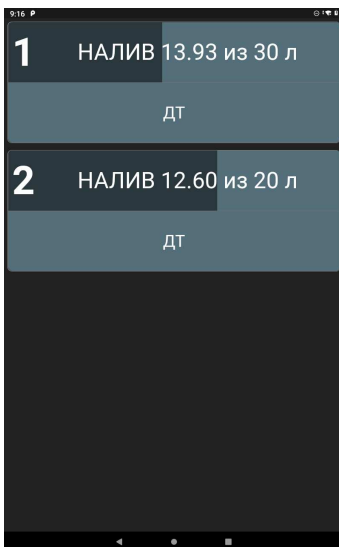 9:16 P
1 НАЛИВ 13.93 из 30 л
ДТ
2 НАЛИВ 12.60 из 20 л
ДТ